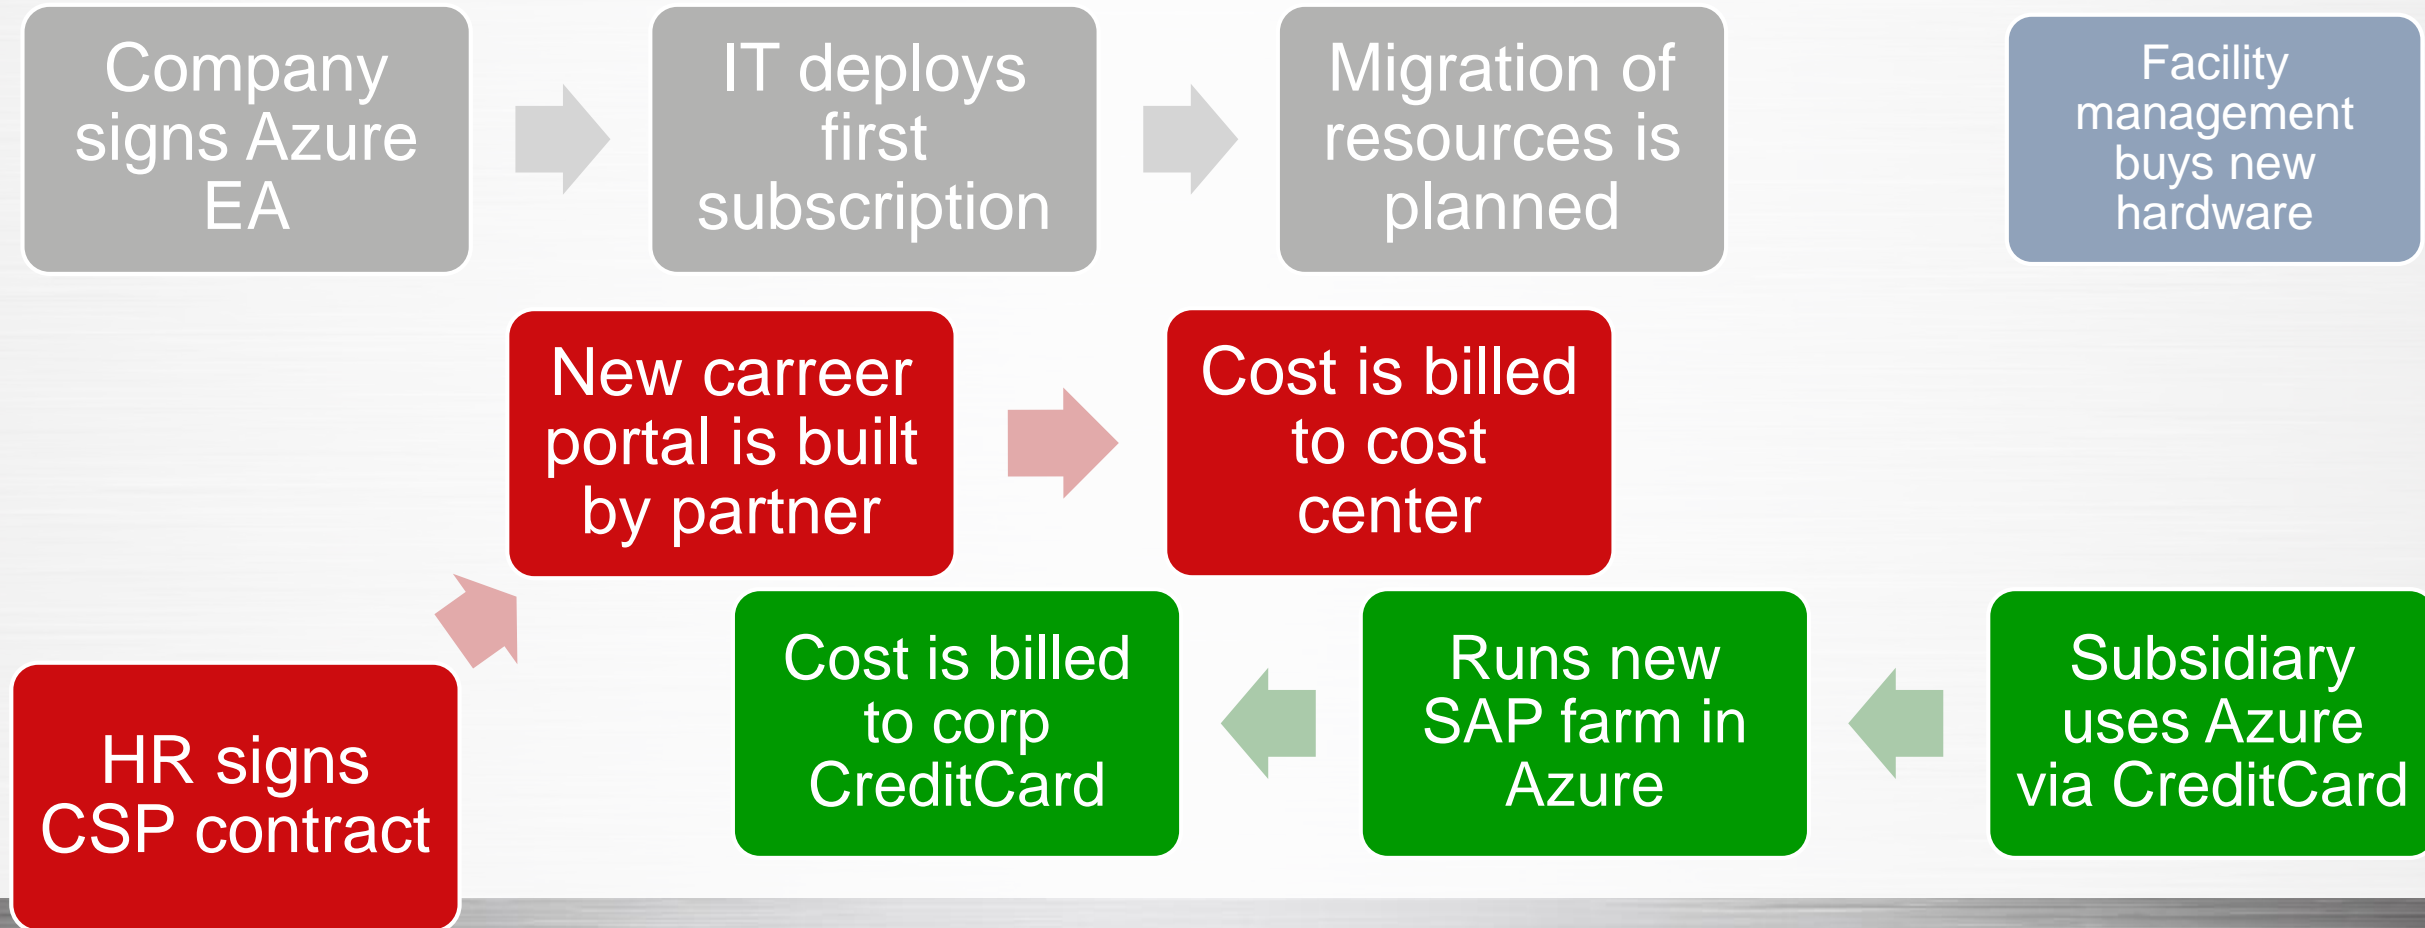 Company
signs Azure
EA
IT deploys
first
subscription
Migration of
resources is
planned
Facility
management
buys new
hardware
New carreer
portal is built
by partner
Cost is billed
to cost
center
HR signs
CSP contract
Cost is billed
to corp
CreditCard
Runs new
SAP farm in
Azure
Subsidiary
uses Azure
via CreditCard